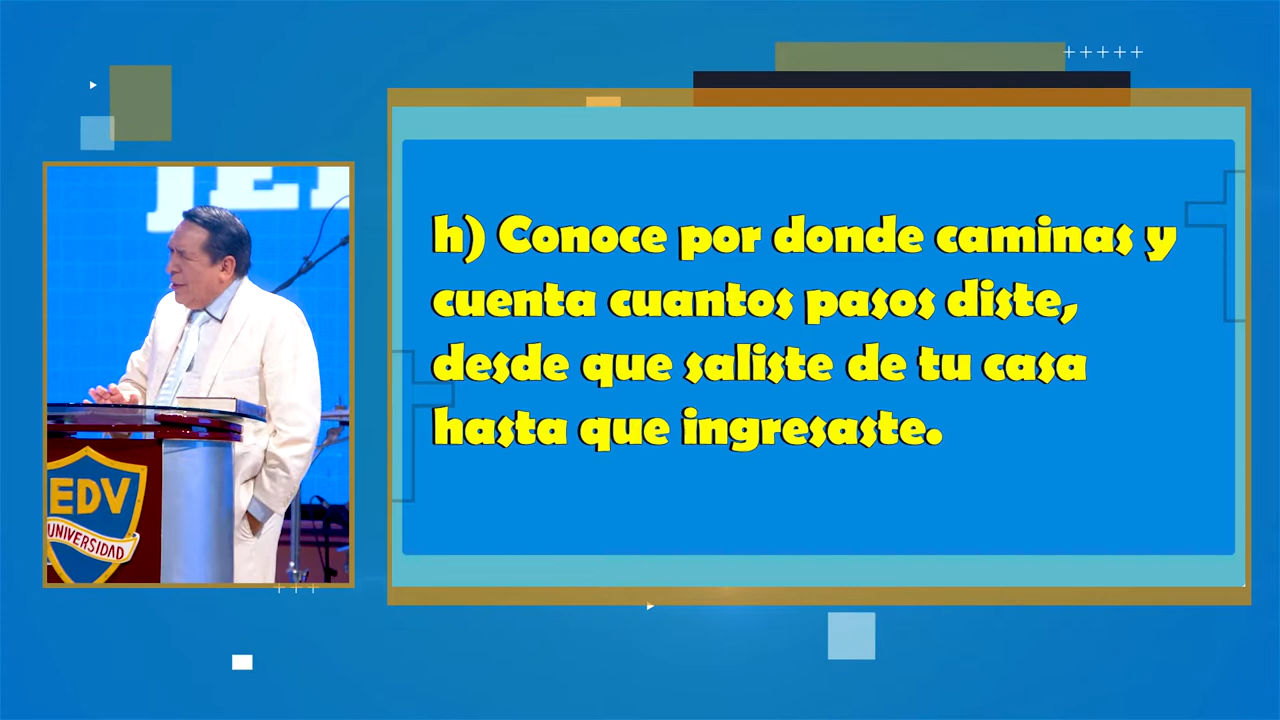 h) Conoce por donde caminas y
cuenta cuantos pasos diste,
desde que saliste de tu casa
hasta que ingresaste.
EDV
UNIVERSIDAD